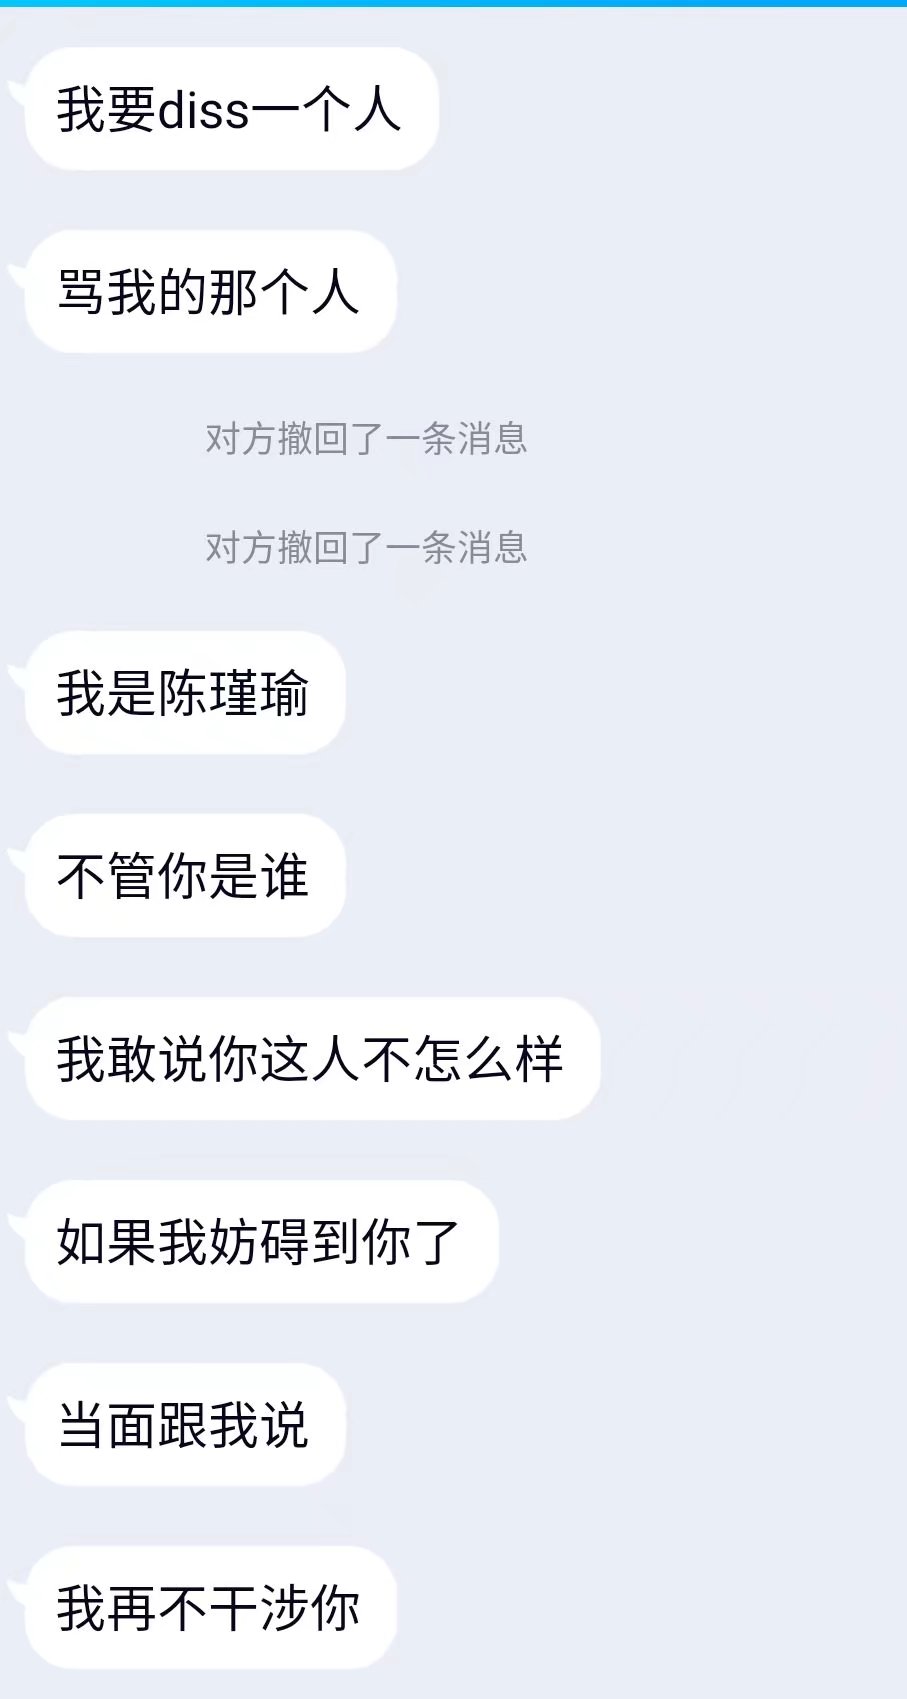 我要diss一个人
骂我的那个人
对方撤回了一条消息
对方撤回了一条消息
我是陈瑾瑜
不管你是谁
我敢说你这人不怎么样
如果我妨碍到你了
当面跟我说
我再不干涉你